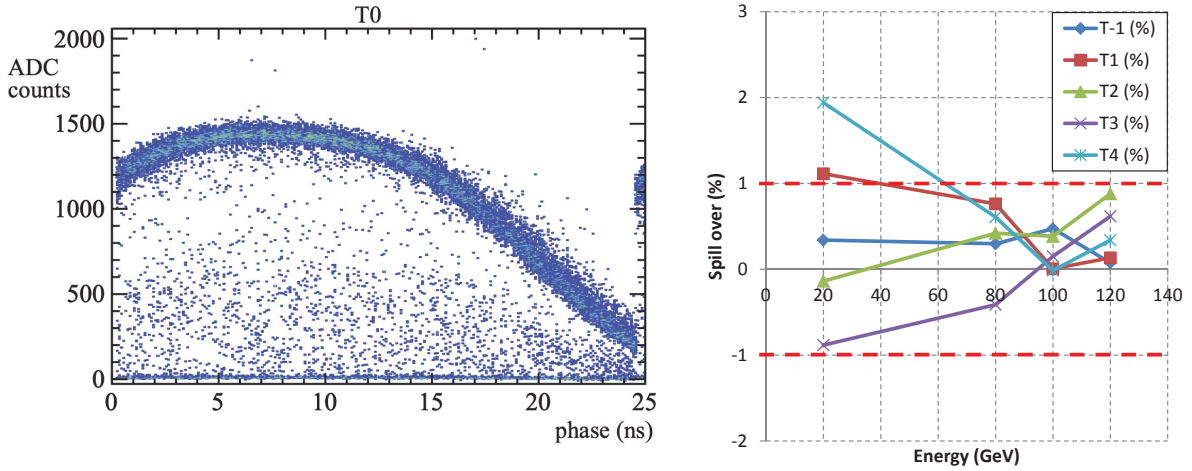 T0
ADC
counts
2000
1500
1000
500
0
0 5 10 15 20 25
phase (ns)
3
2
1
0
-1
-2
Spill over (%)
0 20 40 60 80 100 120 140
Energy (GeV)
T-1 (%)
T1 (%)
T2 (%)
T3 (%)
T4 (%)